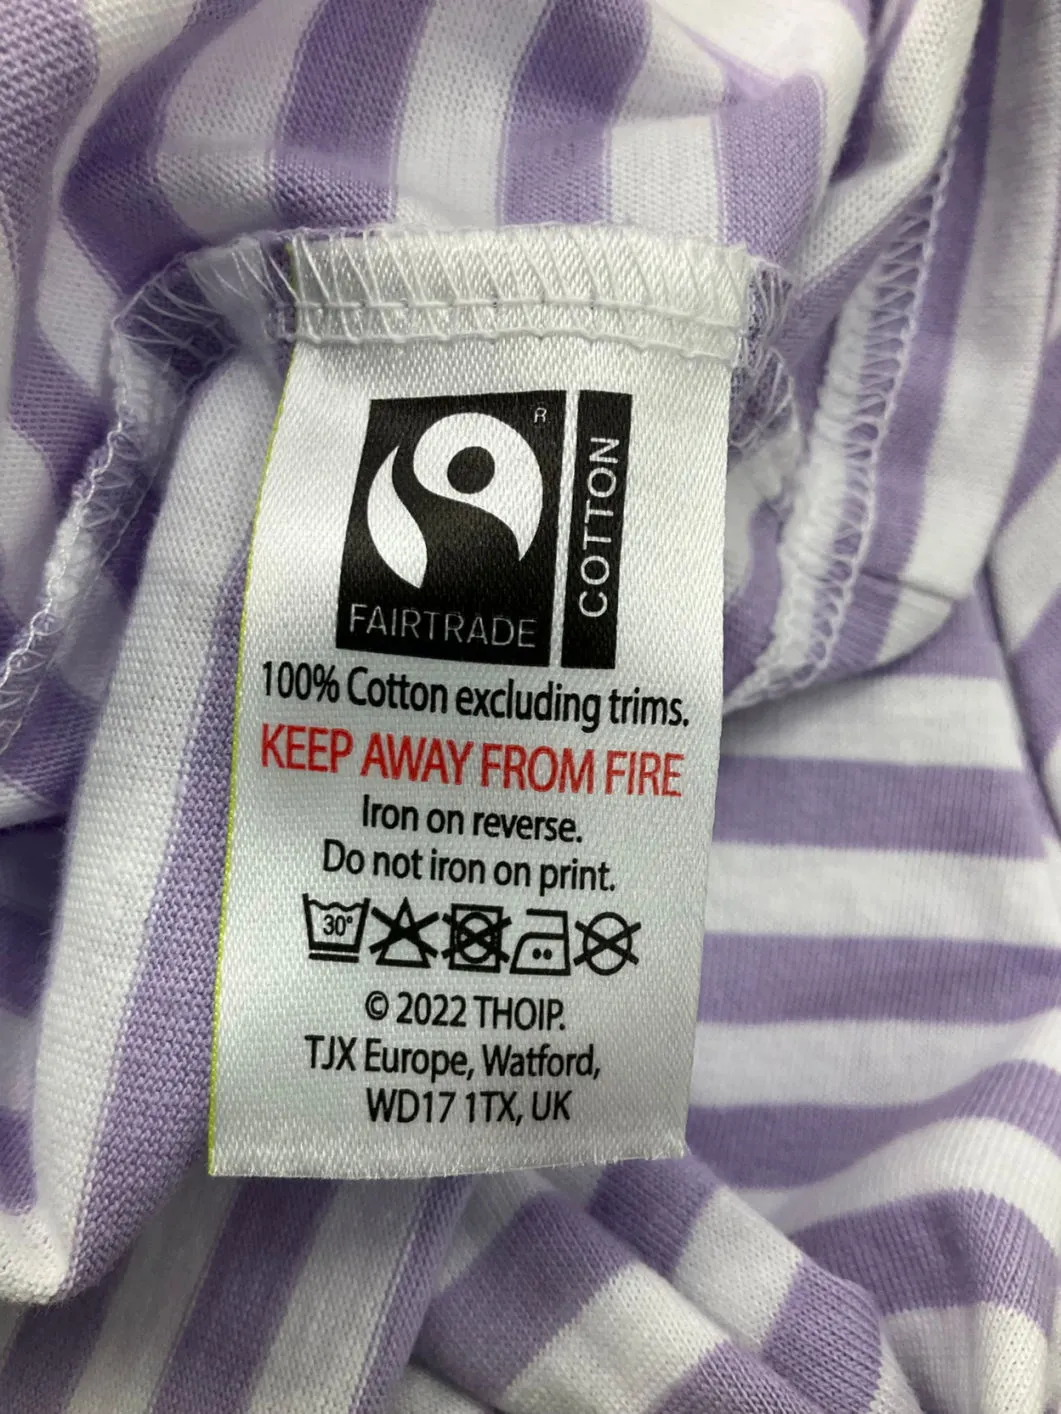 ®
FAIRTRADE
COTTON
100% Cotton excluding trims.
KEEP AWAY FROM FIRE
Iron on reverse.
Do not iron on print.
30°
© 2022 THOIP.
TJX Europe, Watford,
WD17 1TX, UK